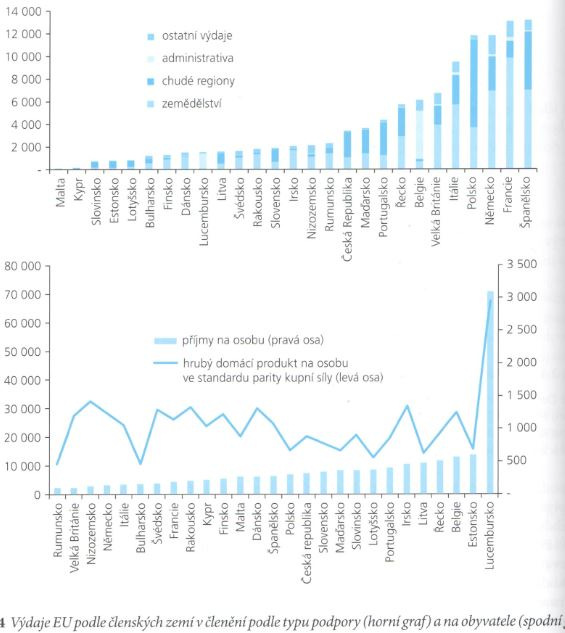 14 000
12 000
10 000
8 000
6 000
4 000
2 000
-
ostatní výdaje
administrativa
chudé regiony
zemědělství
Malta
Kypr
Slovinsko
Estonsko
Lotyšsko
Bulharsko
Finsko
Dánsko
Lucembursko
Litva
Švédsko
Rakousko
Slovensko
Irsko
Nizozemsko
Rumunsko
Česká Republika
Maďarsko
Portugalsko
Řecko
Belgie
Velká Británie
Itálie
Polsko
Německo
Francie
Španělsko
80 000
70 000
60 000
50 000
40 000
30 000
20 000
10 000
0
3 500
3 000
2 500
2 000
1 500
1 000
500
-
příjmy na osobu (pravá osa)
hrubý domácí produkt na osobu
ve standardu parity kupní síly (levá osa)
Rumunsko
Velká Británie
Nizozemsko
Německo
Itálie
Bulharsko
Švédsko
Francie
Rakousko
Kypr
Finsko
Malta
Dánsko
Španělsko
Polsko
Česká republika
Slovensko
Maďarsko
Slovinsko
Lotyšsko
Portugalsko
Irsko
Litva
Řecko
Belgie
Estonsko
Lucembursko
4 Výdaje EU podle členských zemí v členění podle typu podpory (horní graf) a na obyvatele (spodní